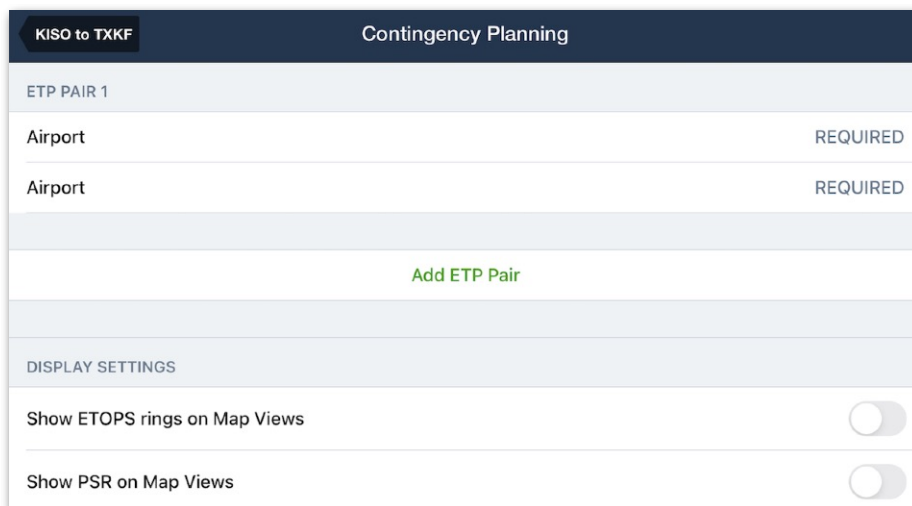 KISO to TXKF
Contingency Planning
ETP PAIR 1
Airport REQUIRED
Airport REQUIRED
Add ETP Pair
DISPLAY SETTINGS
Show ETOPS rings on Map Views
Show PSR on Map Views